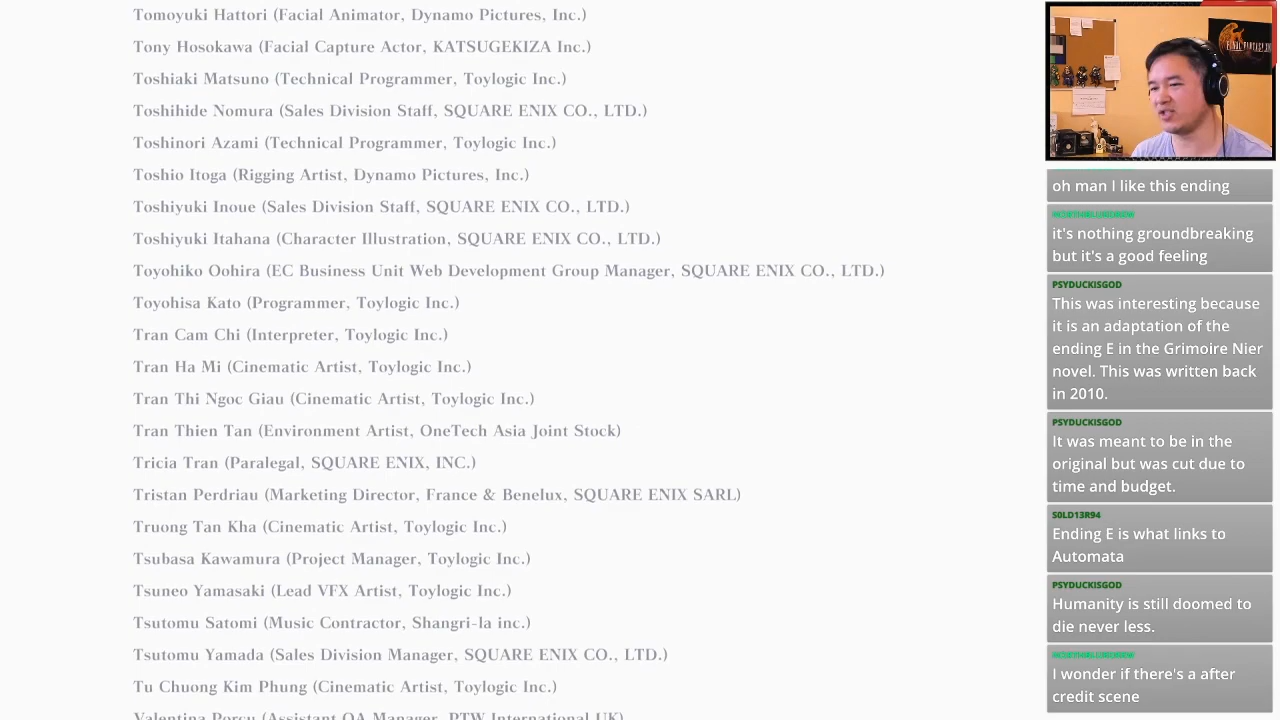 Tomoyuki Hattori (Facial Animator, Dynamo Pictures, Inc.)
Tony Hosokawa (Facial Capture Actor, KATSUGEKIZA Inc.)
Toshiaki Matsuno (Technical Programmer, Toylogic Inc.)
Toshihide Nomura (Sales Division Staff, SQUARE ENIX CO., LTD.)
Toshinori Azami (Technical Programmer, Toylogic Inc.)
Toshio Itoga (Rigging Artist, Dynamo Pictures, Inc.)
Toshiyuki Inoue (Sales Division Staff, SQUARE ENIX CO., LTD.)
Toshiyuki Itahana (Character Illustration, SQUARE ENIX CO., LTD.)
Toyohiko Oohira (EC Business Unit Web Development Group Manager, SQUARE ENIX CO., LTD.)
Toyohisa Kato (Programmer, Toylogic Inc.)
Tran Cam Chi (Interpreter, Toylogic Inc.)
Tran Ha Mi (Cinematic Artist, Toylogic Inc.)
Tran Thi Ngoc Giau (Cinematic Artist, Toylogic Inc.)
Tran Thien Tan (Environment Artist, OneTech Asia Joint Stock)
Tricia Tran (Paralegal, SQUARE ENIX, INC.)
Tristan Perdriau (Marketing Director, France & Benelux, SQUARE ENIX SARL)
Truong Tan Kha (Cinematic Artist, Toylogic Inc.)
Tsubasa Kawamura (Project Manager, Toylogic Inc.)
Tsuneo Yamasaki (Lead VFX Artist, Toylogic Inc.)
Tsutomu Satomi (Music Contractor, Shangri-la inc.)
Tsutomu Yamada (Sales Division Manager, SQUARE ENIX CO., LTD.)
Tu Chuong Kim Phung (Cinematic Artist, Toylogic Inc.)
Valentina Porcu (Assistant QA Manager, PTW International UK)
FINAL FANTASY XIV
oh man I like this ending
it's nothing groundbreaking
but it's a good feeling
PSYDUCKISGOD
This was interesting because
it is an adaptation of the
ending E in the Grimoire Nier
novel. This was written back
in 2010.
PSYDUCKISGOD
It was meant to be in the
original but was cut due to
time and budget.
S0LD13R94
Ending E is what links to
Automata
PSYDUCKISGOD
Humanity is still doomed to
die never less.
I wonder if there's a after
credit scene